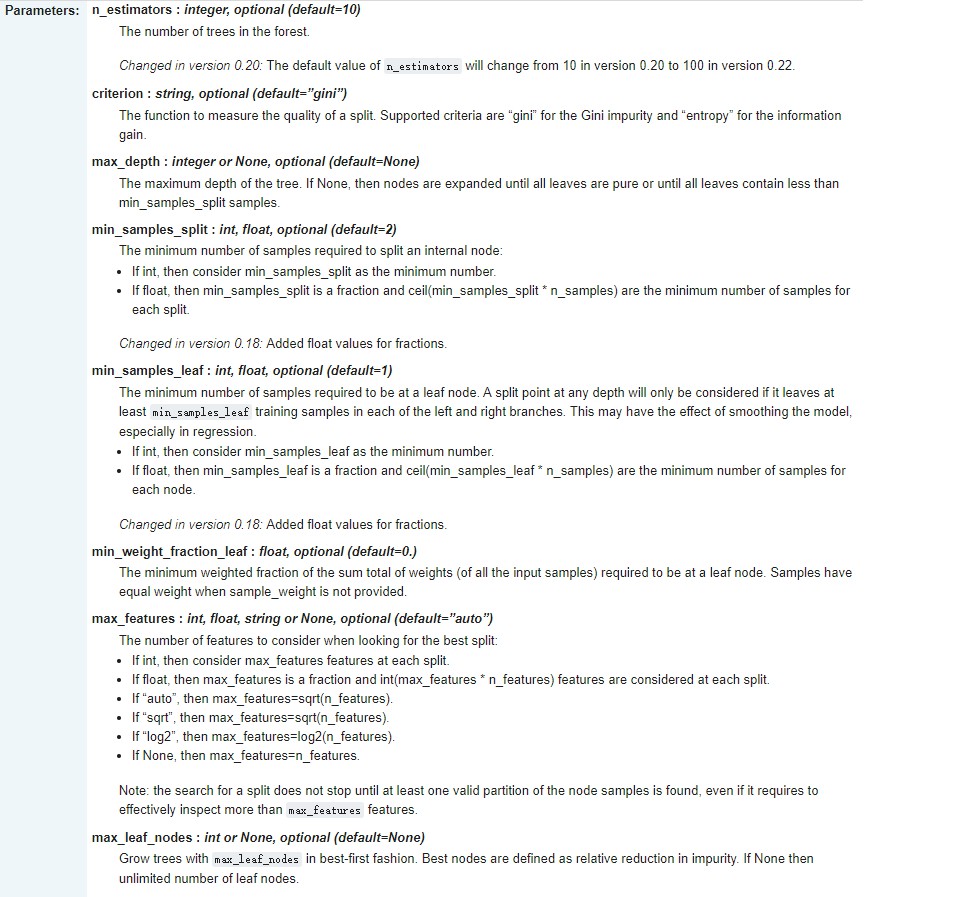 Parameters: n_estimators : integer, optional (default=10)
The number of trees in the forest.
Changed in version 0.20: The default value of n_estimators will change from 10 in version 0.20 to 100 in version 0.22.
criterion : string, optional (default=”gini”)
The function to measure the quality of a split. Supported criteria are “gini” for the Gini impurity and “entropy” for the information
gain.
max_depth : integer or None, optional (default=None)
The maximum depth of the tree. If None, then nodes are expanded until all leaves are pure or until all leaves contain less than
min_samples_split samples.
min_samples_split : int, float, optional (default=2)
The minimum number of samples required to split an internal node:
• If int, then consider min_samples_split as the minimum number.
• If float, then min_samples_split is a fraction and ceil(min_samples_split * n_samples) are the minimum number of samples for
each split.
Changed in version 0.18: Added float values for fractions.
min_samples_leaf : int, float, optional (default=1)
The minimum number of samples required to be at a leaf node. A split point at any depth will only be considered if it leaves at
least min_samples_leaf training samples in each of the left and right branches. This may have the effect of smoothing the model,
especially in regression.
• If int, then consider min_samples_leaf as the minimum number.
• If float, then min_samples_leaf is a fraction and ceil(min_samples_leaf * n_samples) are the minimum number of samples for
each node.
Changed in version 0.18: Added float values for fractions.
min_weight_fraction_leaf : float, optional (default=0.)
The minimum weighted fraction of the sum total of weights (of all the input samples) required to be at a leaf node. Samples have
equal weight when sample_weight is not provided.
max_features : int, float, string or None, optional (default=”auto”)
The number of features to consider when looking for the best split:
• If int, then consider max_features features at each split.
• If float, then max_features is a fraction and int(max_features * n_features) features are considered at each split.
• If “auto”, then max_features=sqrt(n_features).
• If “sqrt”, then max_features=sqrt(n_features).
• If “log2”, then max_features=log2(n_features).
• If None, then max_features=n_features.
Note: the search for a split does not stop until at least one valid partition of the node samples is found, even if it requires to
effectively inspect more than max_features features.
max_leaf_nodes : int or None, optional (default=None)
Grow trees with max_leaf_nodes in best-first fashion. Best nodes are defined as relative reduction in impurity. If None then
unlimited number of leaf nodes.